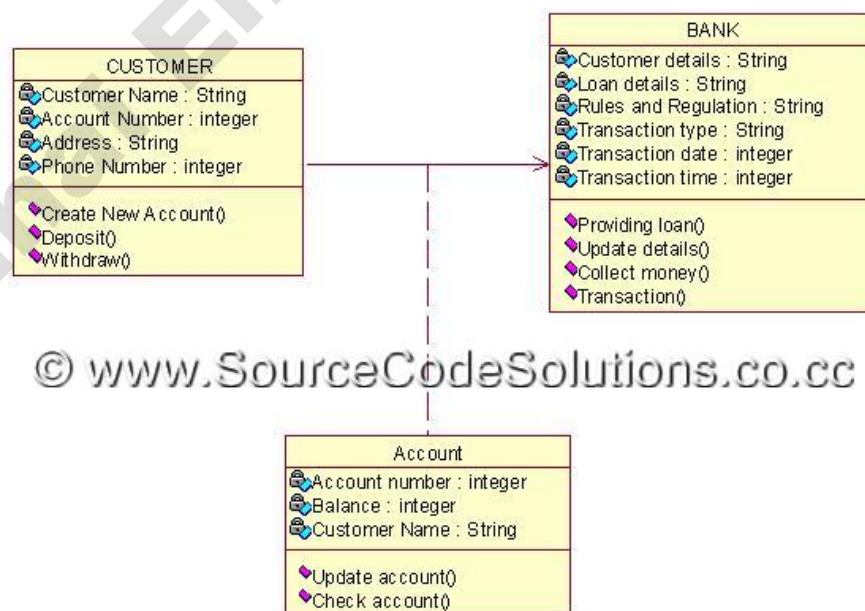 CUSTOMER
Customer Name : String
Account Number : integer
Address : String
Phone Number : integer
Create New Account()
Deposit()
Withdraw()
BANK
Customer details : String
Loan details : String
Rules and Regulation : String
Transaction type : String
Transaction date : integer
Transaction time : integer
Providing loan()
Update details()
Collect money()
Transaction()
© www.SourceCodeSolutions.co.cc
Account
Account number : integer
Balance : integer
Customer Name : String
Update account()
Check account()